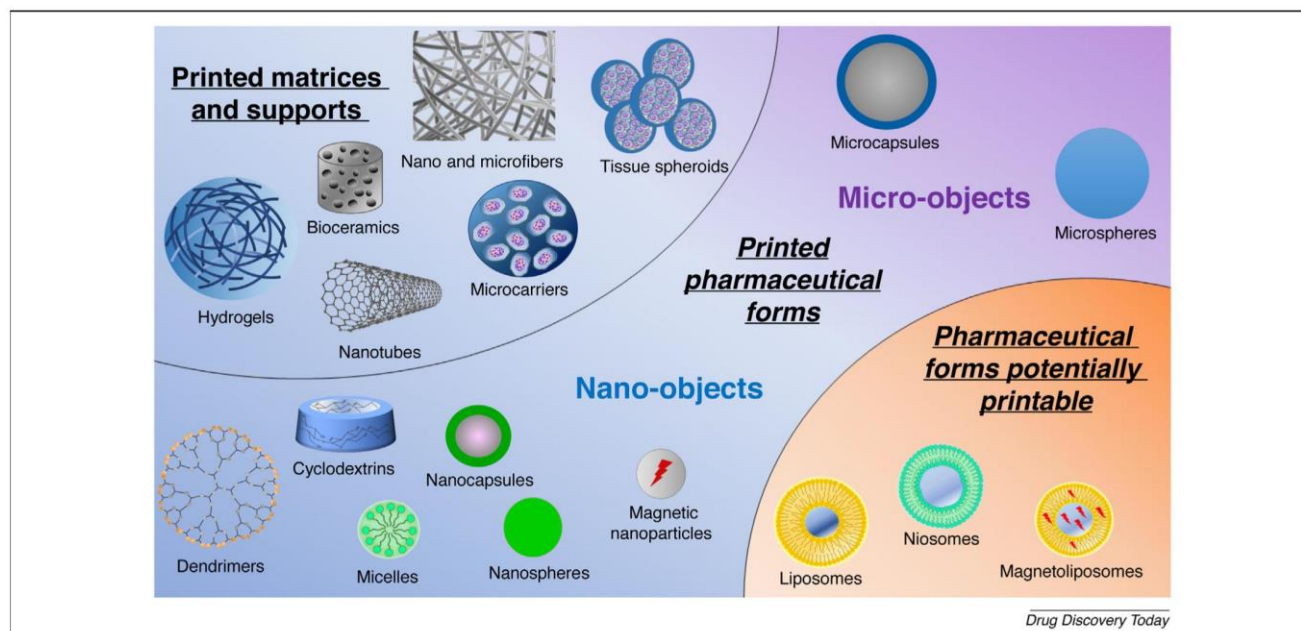 Printed matrices
and supports
Nano and microfibers
Tissue spheroids
Bioceramics
Microcarriers
Hydrogels
Nanotubes
Microcapsules
Micro-objects
Microspheres
Printed
pharmaceutical
forms
Nano-objects
Pharmaceutical
forms potentially
printable
Cyclodextrins
Nanocapsules
Magnetic
nanoparticles
Dendrimers
Micelles
Nanospheres
Niosomes
Liposomes
Magnetoliposomes
Drug Discovery Today